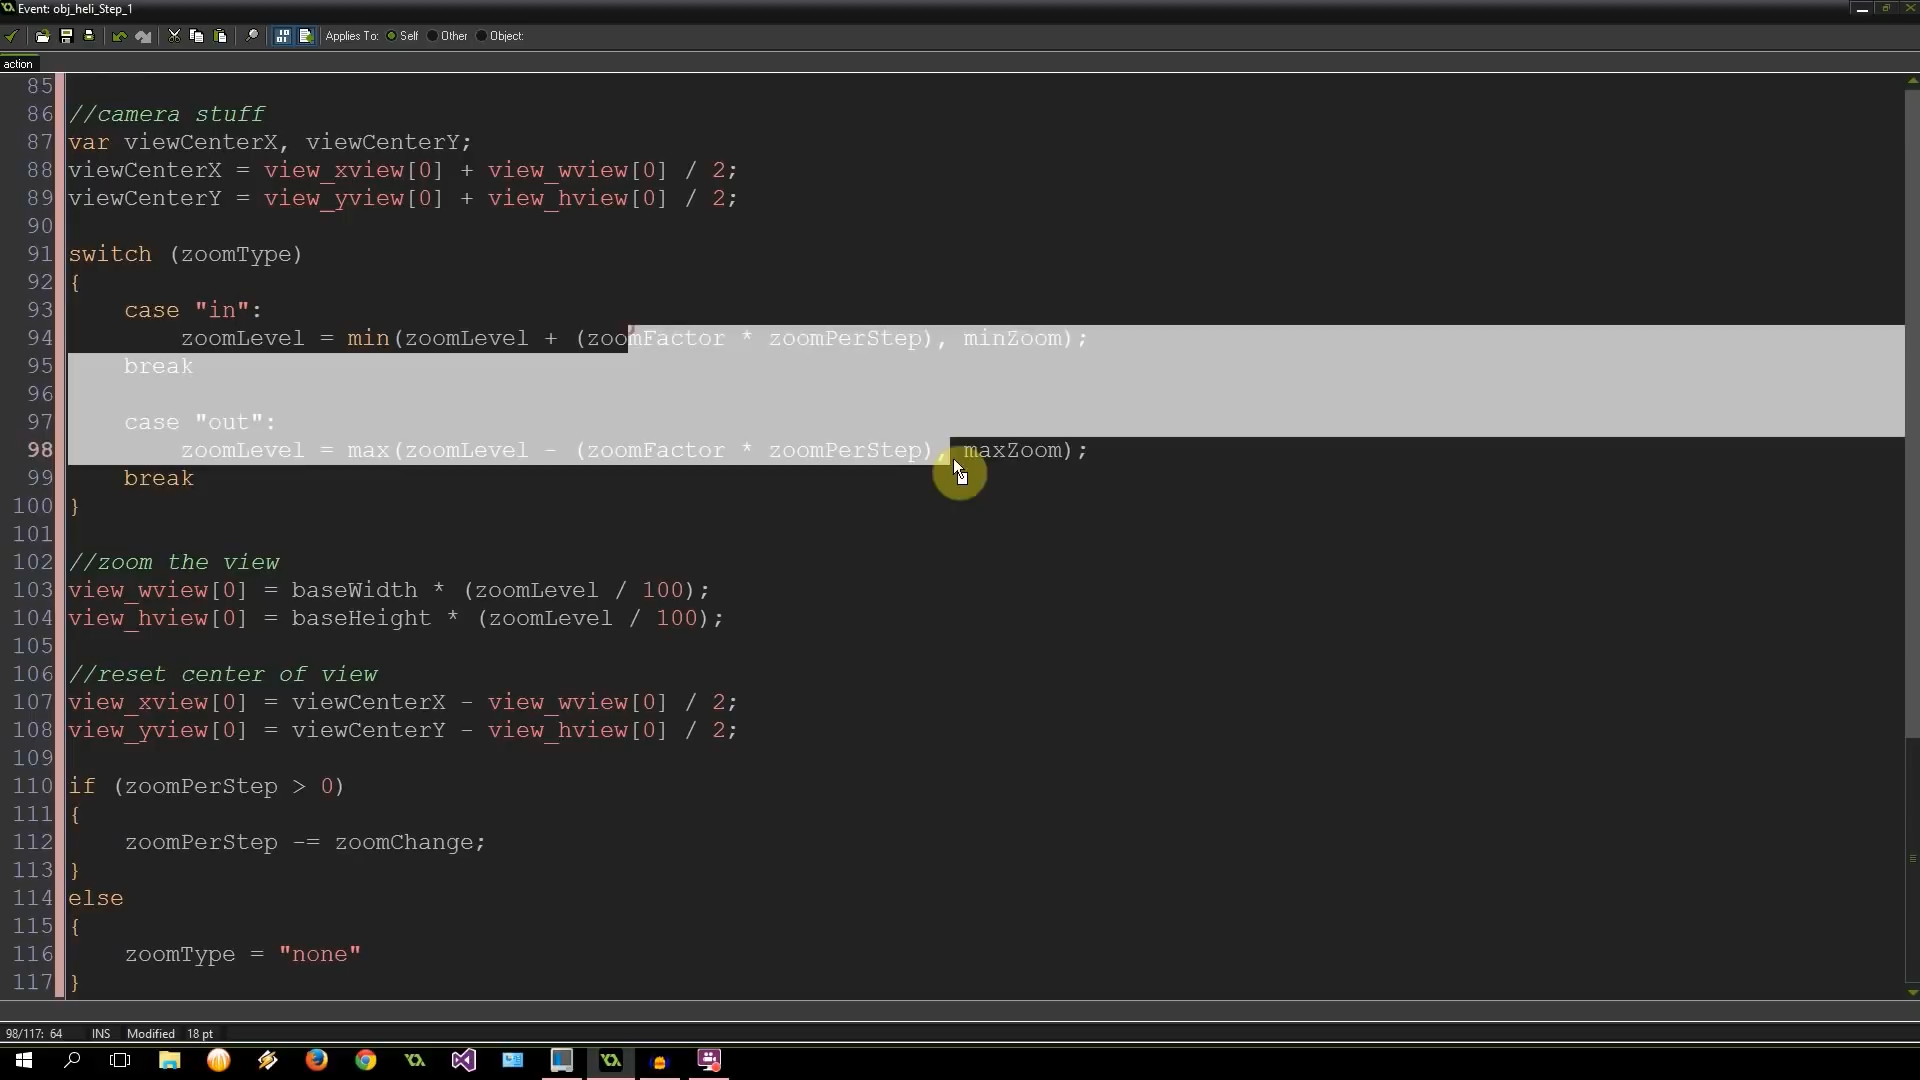 Event: obj_heli_Step_1
Applies To: Self Other Object:
action
85
86 //camera stuff
87 var viewCenterX, viewCenterY;
88 viewCenterX = view_xview[0] + view_wview[0] / 2;
89 viewCenterY = view_yview[0] + view_hview[0] / 2;
90
91 switch (zoomType)
92 {
93 case "in":
94 zoomLevel = min(zoomLevel + (zoomFactor * zoomPerStep), minZoom);
95 break
96
97 case "out":
98 zoomLevel = max(zoomLevel - (zoomFactor * zoomPerStep), maxZoom);
99 break
100 }
101
102 //zoom the view
103 view_wview[0] = baseWidth * (zoomLevel / 100);
104 view_hview[0] = baseHeight * (zoomLevel / 100);
105
106 //reset center of view
107 view_xview[0] = viewCenterX - view_wview[0] / 2;
108 view_yview[0] = viewCenterY - view_hview[0] / 2;
109
110 if (zoomPerStep > 0)
111 {
112 zoomPerStep -= zoomChange;
113 }
114 else
115 {
116 zoomType = "none"
117 }
98/117: 64 INS Modified 18 pt